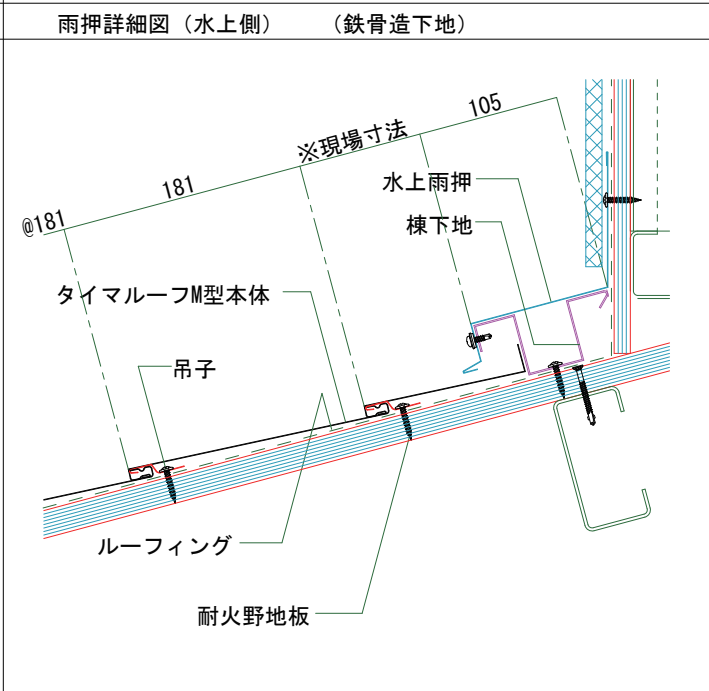 雨押詳細図（水上側）　（鉄骨造下地）
105
※現場寸法
181
@181
水上雨押
棟下地
タイマルーフM型本体
吊子
ルーフィング
耐火野地板